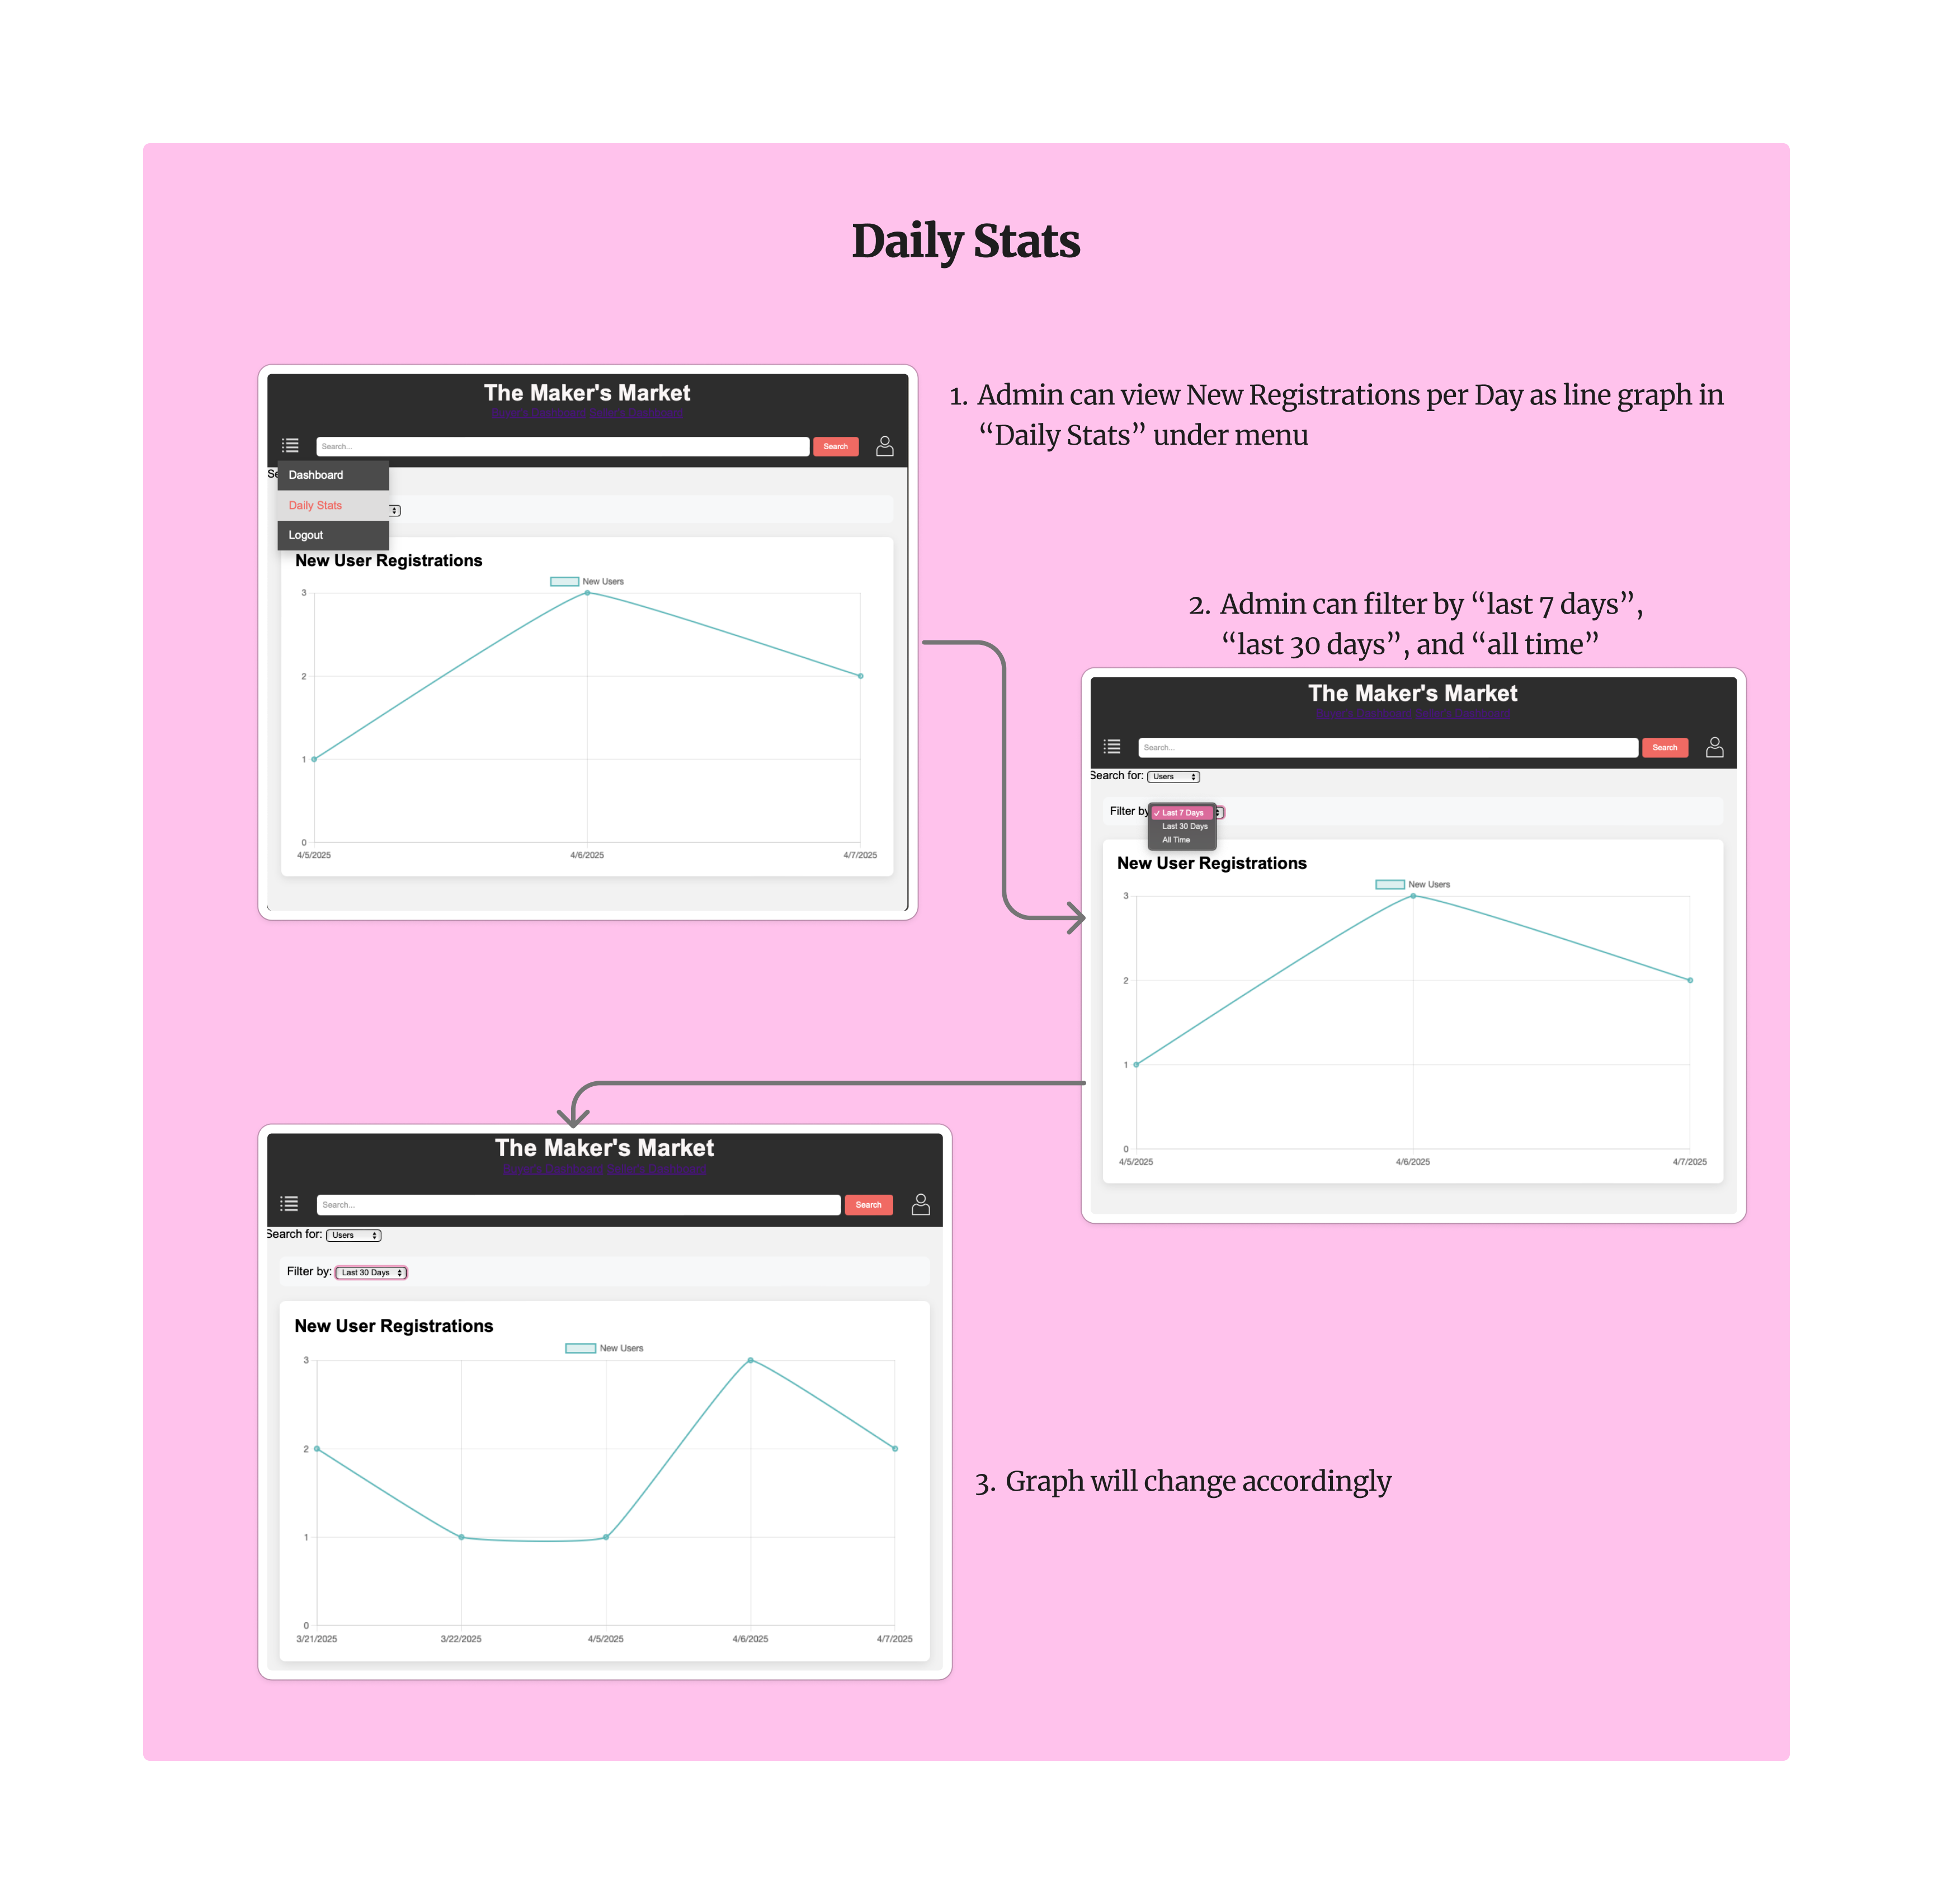 Daily Stats
The Maker's Market
Search...
Search
Se
Dashboard
Daily Stats
Logout
New User Registrations
New Users
3
2
1
0
4/5/2025
4/6/2025
4/7/2025
1. Admin can view New Registrations per Day as line graph in
“Daily Stats” under menu
2. Admin can filter by “last 7 days”,
“last 30 days”, and “all time”
The Maker's Market
Search...
Search
Search for: Users
Filter by
✓ Last 7 Days
Last 30 Days
All Time
New User Registrations
New Users
3
2
1
0
4/5/2025
4/6/2025
4/7/2025
The Maker's Market
Search...
Search
Search for: Users
Filter by: Last 30 Days
New User Registrations
New Users
3
2
1
0
3/21/2025
3/22/2025
4/5/2025
4/6/2025
4/7/2025
3. Graph will change accordingly